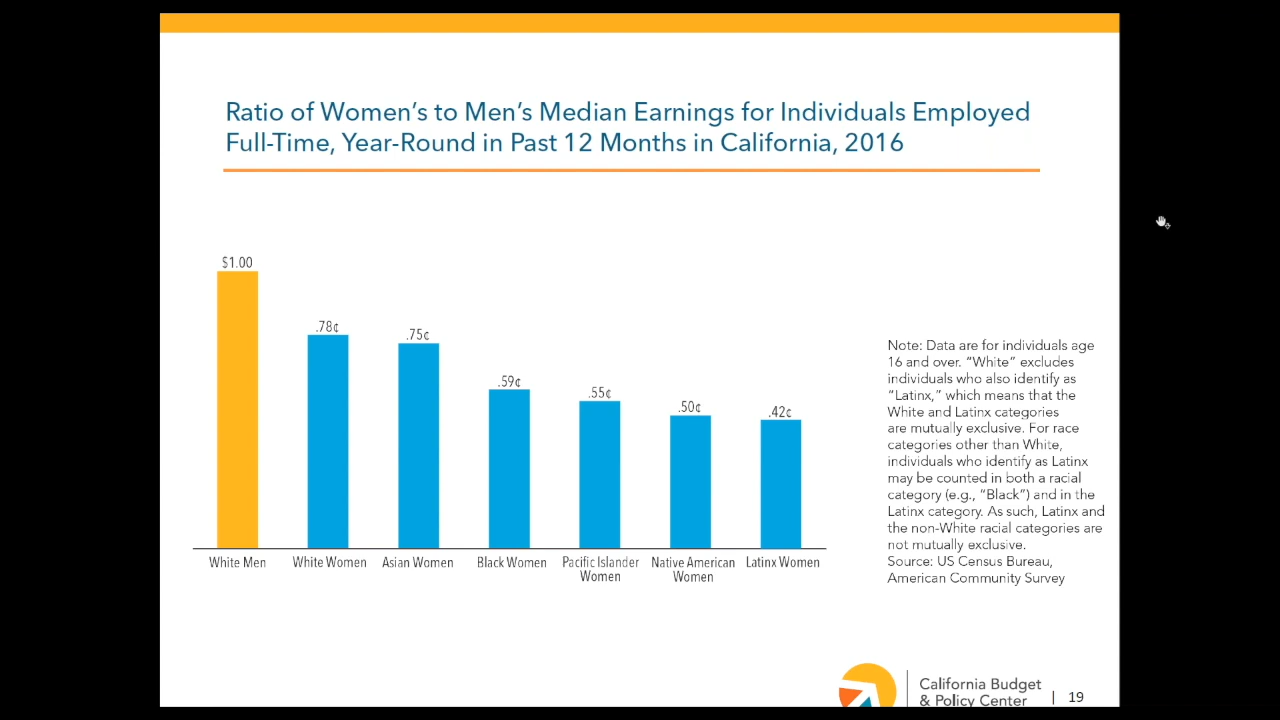 Ratio of Women's to Men's Median Earnings for Individuals Employed
Full-Time, Year-Round in Past 12 Months in California, 2016
$1.00
.78¢
.75¢
.59¢
.55¢
.50¢
.42¢
White Men
White Women
Asian Women
Black Women
Pacific Islander
Women
Native American
Women
Latinx Women
Note: Data are for individuals age
16 and over. “White” excludes
individuals who also identify as
“Latinx,” which means that the
White and Latinx categories
are mutually exclusive. For race
categories other than White,
individuals who identify as Latinx
may be counted in both a racial
category (e.g., “Black”) and in the
Latinx category. As such, Latinx and
the non-White racial categories are
not mutually exclusive.
Source: US Census Bureau,
American Community Survey
California Budget
& Policy Center
| 19